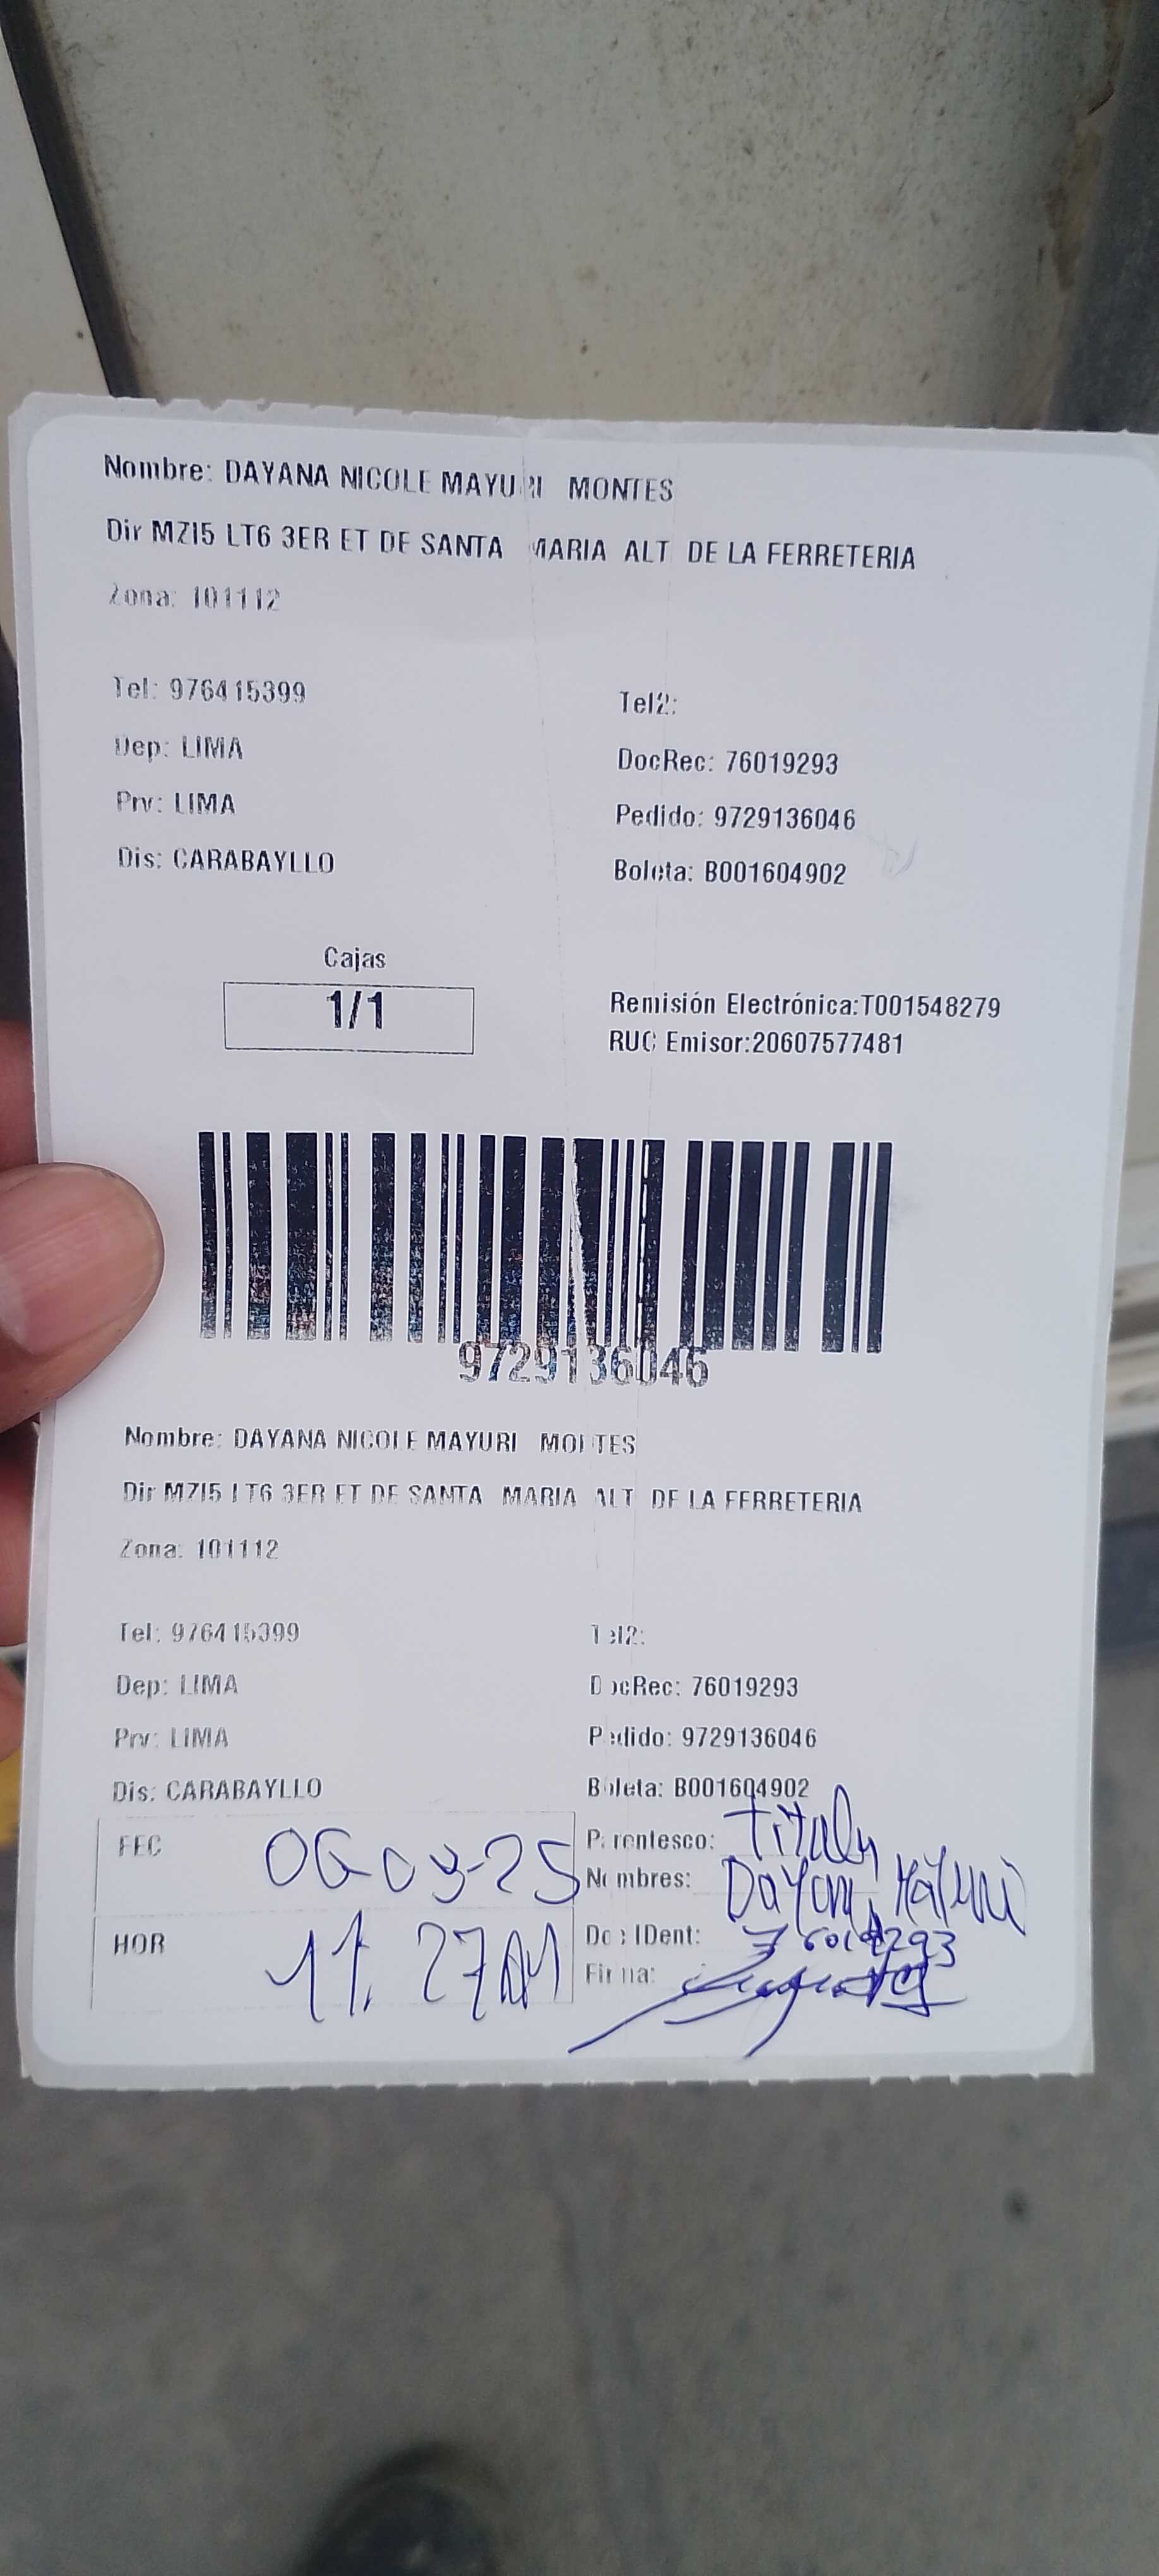 Nombre: DAYANA NICOLE MAYURI MONTES
Dir MZI5 LT6 3ER ET DE SANTA MARIA ALT DE LA FERRETERIA
Zona: 101112
Tel: 976415399 Tel2:
Dep: LIMA DocRec: 76019293
Prv: LIMA Pedido: 9729136046
Dis: CARABAYLLO Boleta: B001604902
Cajas
1/1
Remisión Electrónica:T001548279
RUC Emisor:20607577481
9729136046
Nombre: DAYANA NICOLE MAYURI MONTES
Dir MZI5 LT6 3ER ET DE SANTA MARIA ALT DE LA FERRETERIA
Zona: 101112
Tel: 976415399 Tel2:
Dep: LIMA DocRec: 76019293
Prv: LIMA Pedido: 9729136046
Dis: CARABAYLLO Boleta: B001604902
FEC 06 03-25 Parentesco:
Nombres: Dayana Mayuri
HOR 11. 27AM Doc IDent: 76019293
Firma: